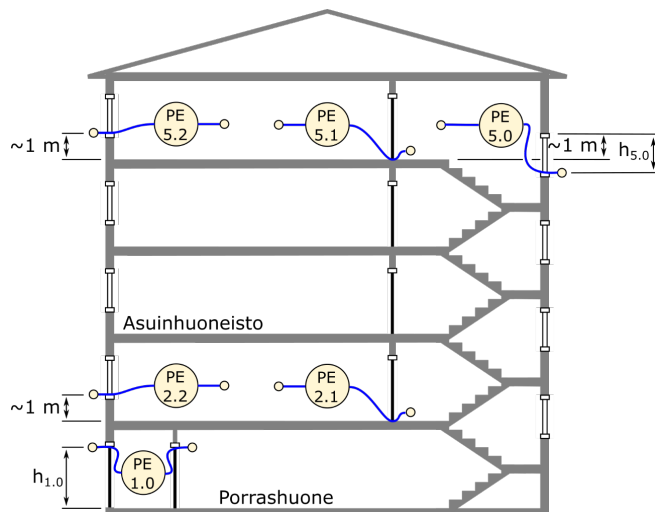 PE
5.2
PE
5.1
PE
5.0
~1 m
~1 m
h5.0
Asuinhuoneisto
PE
2.2
PE
2.1
~1 m
PE
1.0
h1.0
Porrashuone